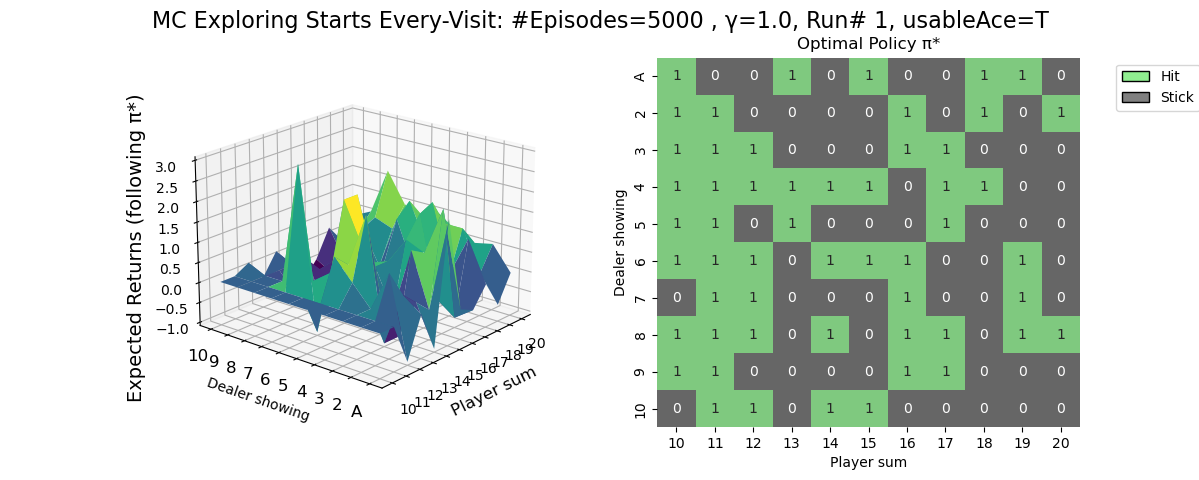 MC Exploring Starts Every-Visit: #Episodes=5000 , γ=1.0, Run# 1, usableAce=T
Expected Returns (following π*)
3.0
2.5
2.0
1.5
1.0
0.5
0.0
−0.5
−1.0
10 9 8 7 6 5 4 3 2 A
Dealer showing
10 11 12 13 14 15 16 17 18 19 20
Player sum
Optimal Policy π*
Dealer showing
A 1 0 0 1 0 1 0 0 1 1 0
2 1 1 0 0 0 0 1 0 1 0 1
3 1 1 1 0 0 0 1 1 0 0 0
4 1 1 1 1 1 1 0 1 1 0 0
5 1 1 0 1 0 0 0 1 0 0 0
6 1 1 1 0 1 1 1 0 0 1 0
7 0 1 1 0 0 0 1 0 0 1 0
8 1 1 1 0 1 0 1 1 0 1 1
9 1 1 0 0 0 0 1 1 0 0 0
10 0 1 1 0 1 1 0 0 0 0 0
10 11 12 13 14 15 16 17 18 19 20
Player sum
Hit
Stick